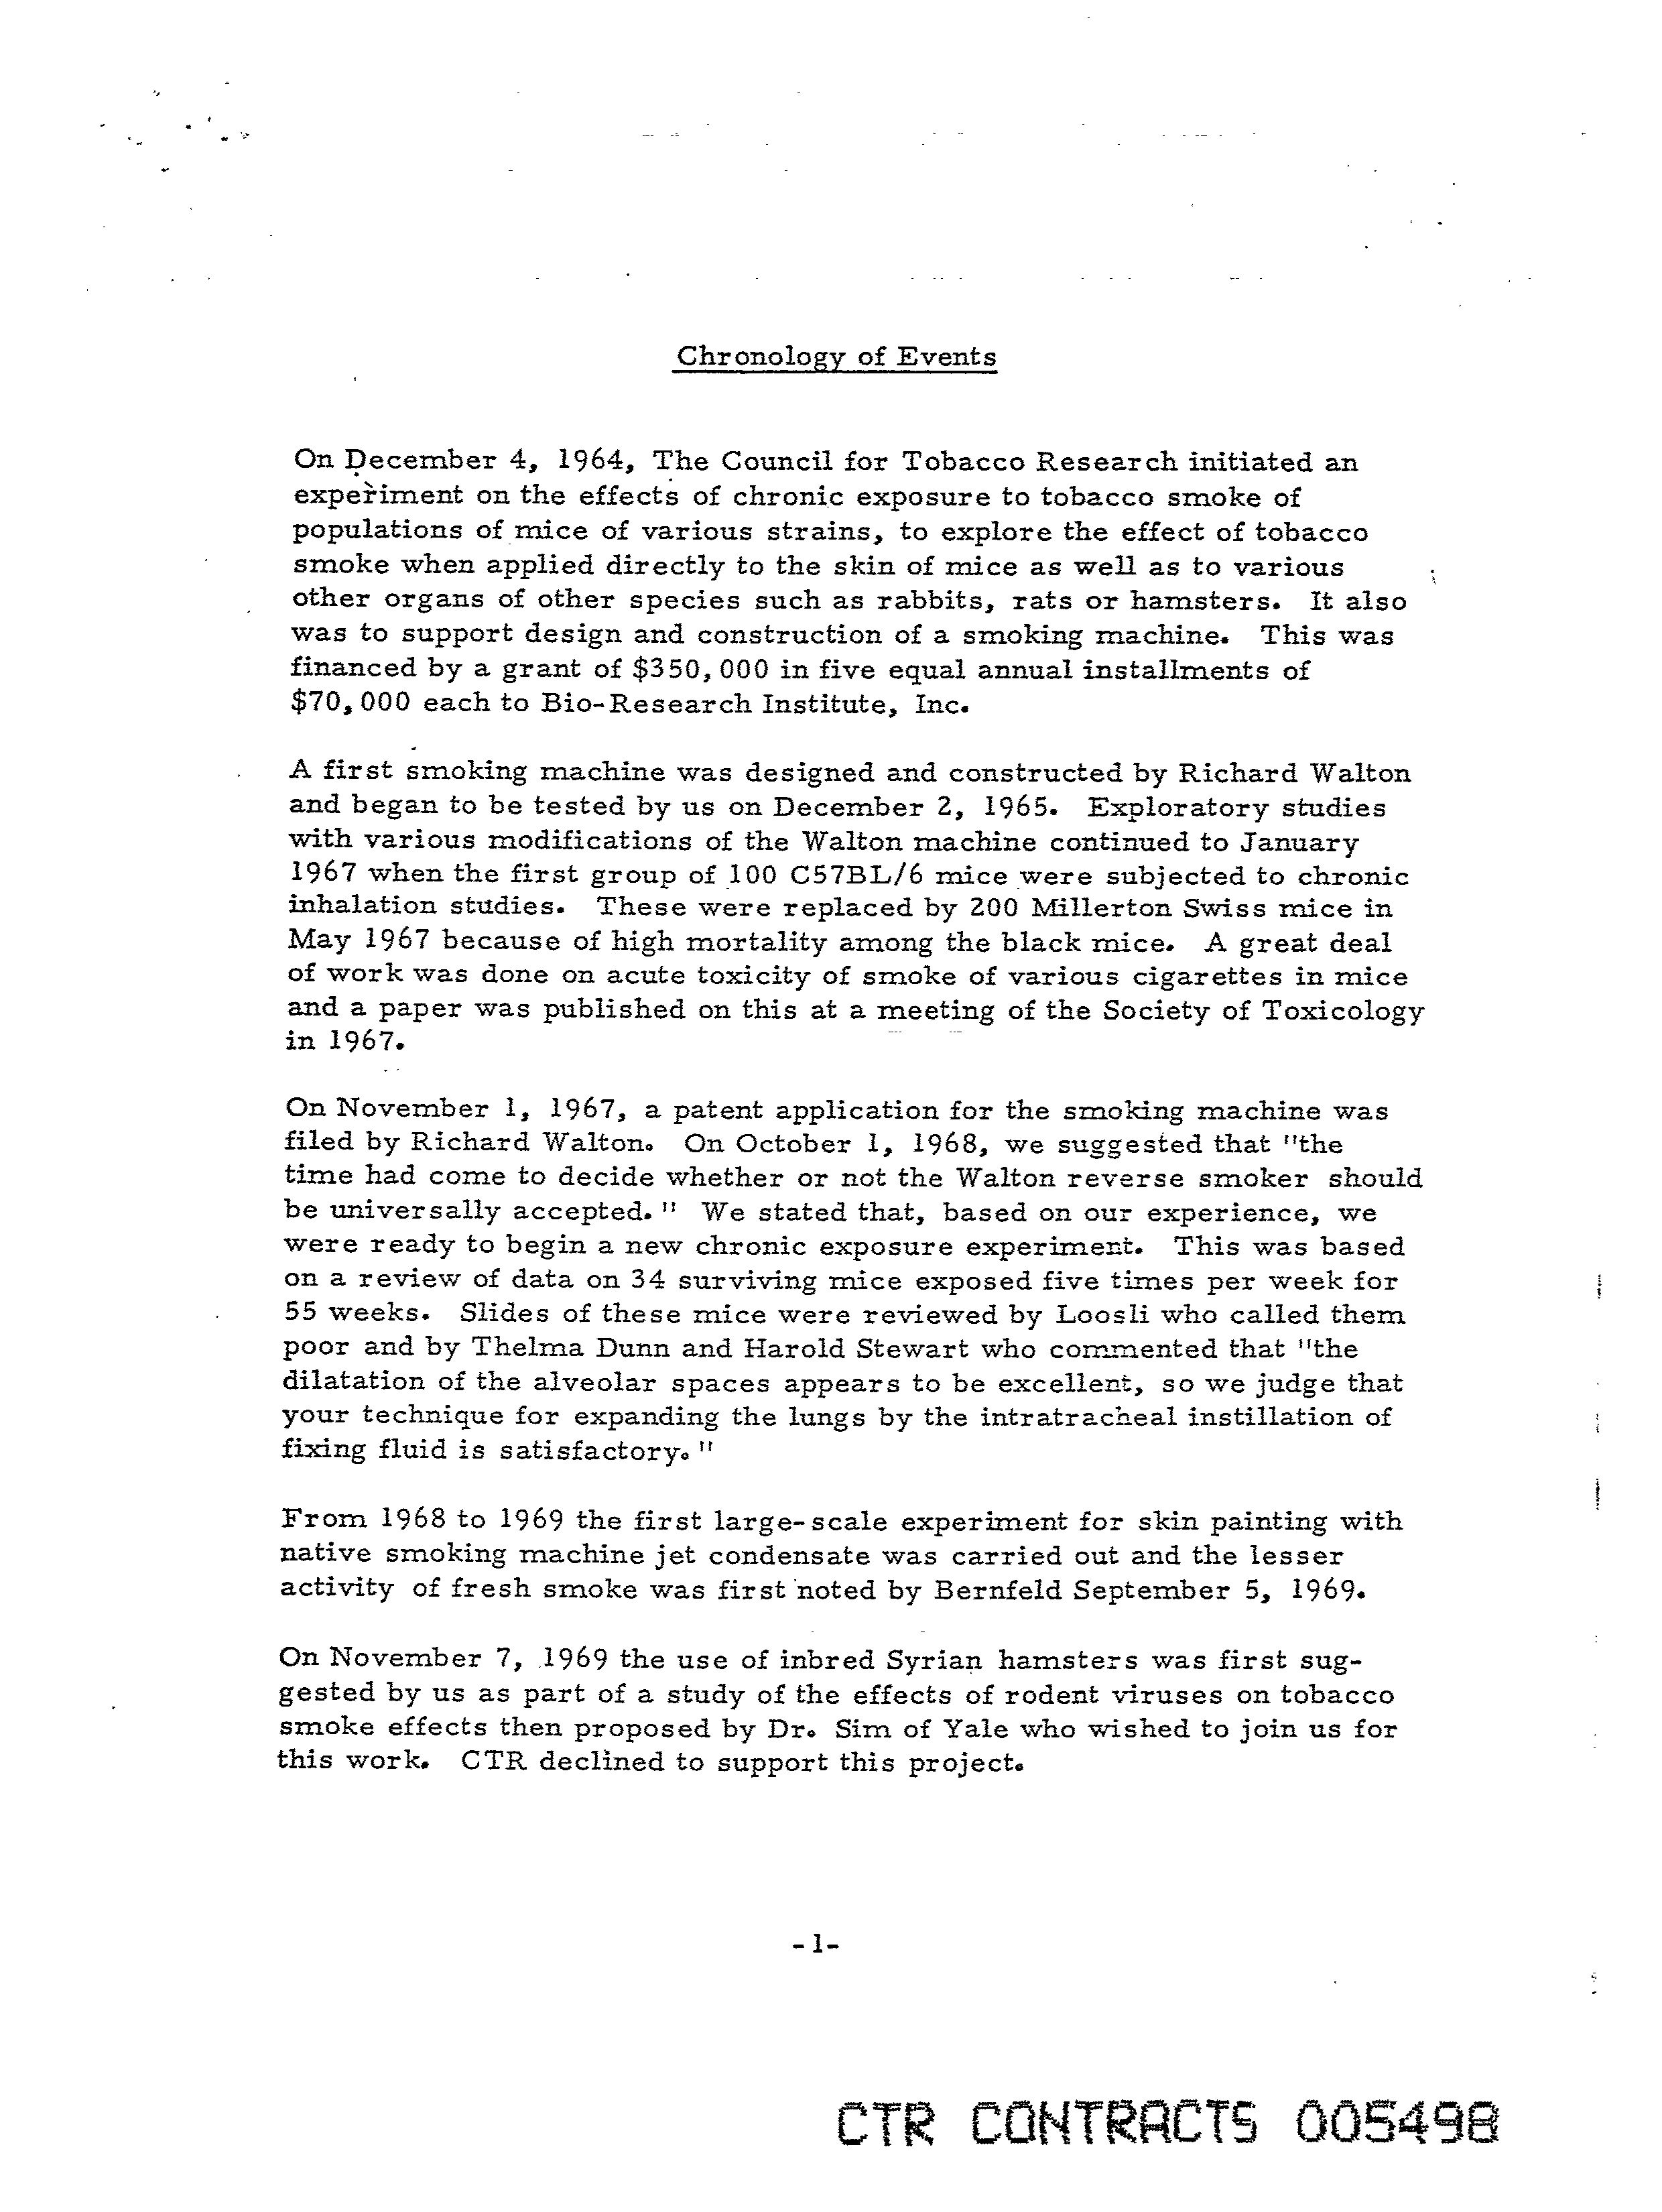 Chronology of Events
On December 4, 1964, The Council for Tobacco Research initiated an
experiment on the effects of chronic exposure to tobacco smoke of
populations of mice of various strains, to explore the effect of tobacco
smoke when applied directly to the skin of mice as well as to various
other organs of other species such as rabbits, rats or hamsters. It also
was to support design and construction of a smoking machine. This was
financed by a grant of $350,000 in five equal annual installments of
$70,000 each to Bio-Research Institute, Inc.
A first smoking machine was designed and constructed by Richard Walton
and began to be tested by us on December 2, 1965. Exploratory studies
with various modifications of the Walton machine continued to January
1967 when the first group of 100 C57BL/6 mice were subjected to chronic
inhalation studies. These were replaced by 200 Millerton Swiss mice in
May 1967 because of high mortality among the black mice. A great deal
of work was done on acute toxicity of smoke of various cigarettes in mice
and a paper was published on this at a meeting of the Society of Toxicology
in 1967.
On November 1, 1967, a patent application for the smoking machine was
filed by Richard Walton. On October 1, 1968, we suggested that "the
time had come to decide whether or not the Walton reverse smoker should
be universally accepted." We stated that, based on our experience, we
were ready to begin a new chronic exposure experiment. This was based
on a review of data on 34 surviving mice exposed five times per week for
55 weeks. Slides of these mice were reviewed by Loosli who called them
poor and by Thelma Dunn and Harold Stewart who commented that "the
dilatation of the alveolar spaces appears to be excellent, so we judge that
your technique for expanding the lungs by the intratracheal instillation of
fixing fluid is satisfactory."
From 1968 to 1969 the first large-scale experiment for skin painting with
native smoking machine jet condensate was carried out and the lesser
activity of fresh smoke was first noted by Bernfeld September 5, 1969.
On November 7, 1969 the use of inbred Syrian hamsters was first sug-
gested by us as part of a study of the effects of rodent viruses on tobacco
smoke effects then proposed by Dr. Sim of Yale who wished to join us for
this work. CTR declined to support this project.
-1-
CTR CONTRACTS 005498